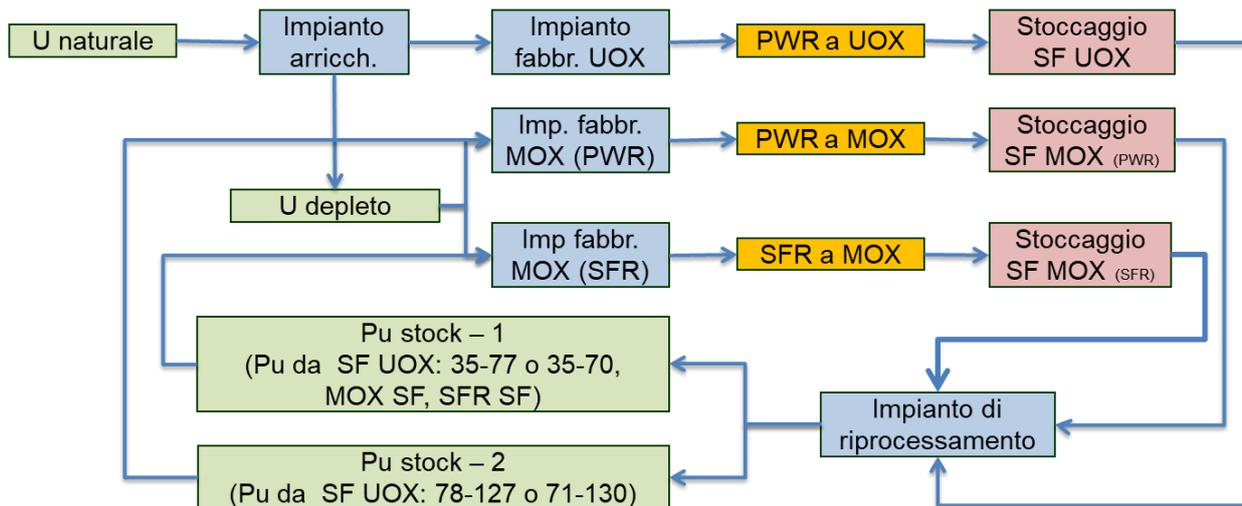 U naturale
Impianto
arricch.
Impianto
fabbr. UOX
PWR a UOX
Stoccaggio
SF UOX
Imp. fabbr.
MOX (PWR)
PWR a MOX
Stoccaggio
SF MOX (PWR)
U depleto
Imp fabbr.
MOX (SFR)
SFR a MOX
Stoccaggio
SF MOX (SFR)
Pu stock – 1
(Pu da SF UOX: 35-77 o 35-70,
MOX SF, SFR SF)
Impianto di
riprocessamento
Pu stock – 2
(Pu da SF UOX: 78-127 o 71-130)